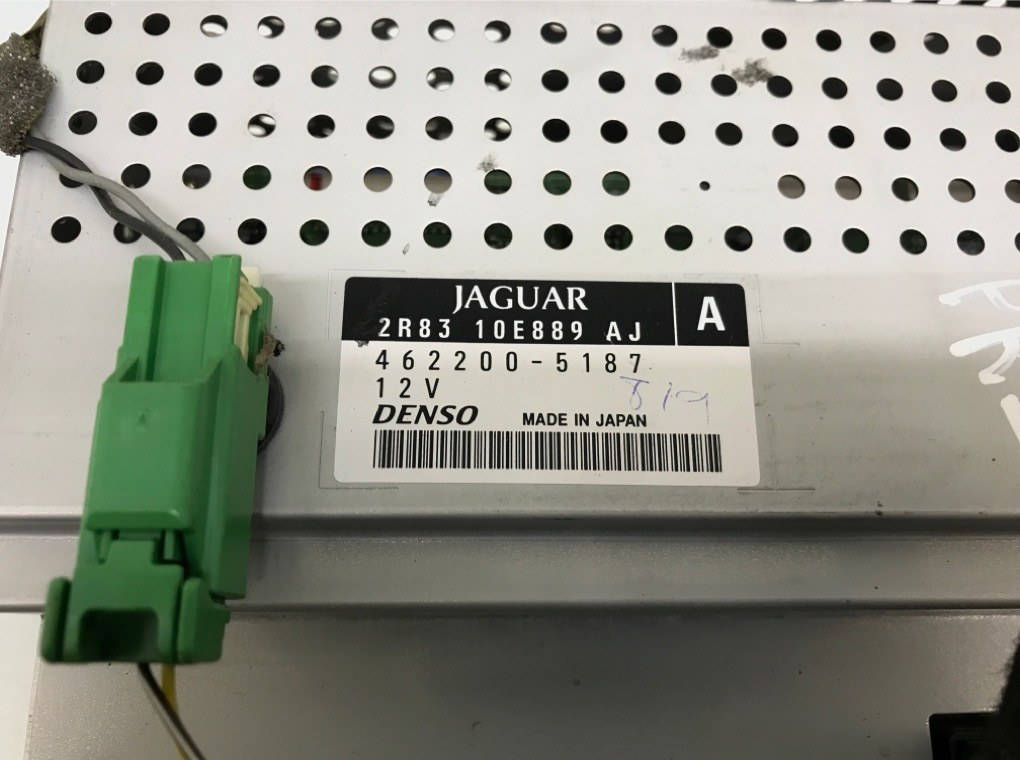 JAGUAR
A
2R83 10E889 AJ
462200-5187
12V
DENSO MADE IN JAPAN